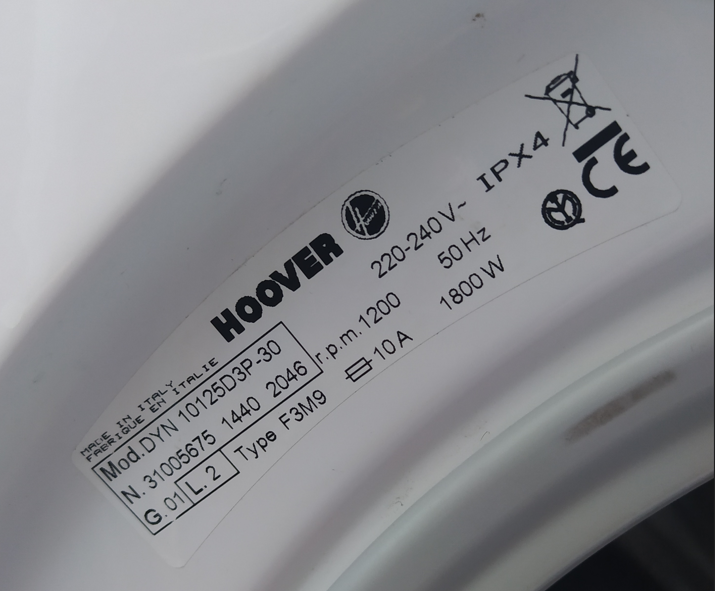 MADE IN ITALY
FABRIQUE EN ITALIE
HOOVER
Mod.DYN 10125D3P-30
N. 31005675 1440 2046
G. 01 L. 2 Type F3M9
r.p.m.1200
10A
220-240V~
50Hz
1800W
IPX4
CE